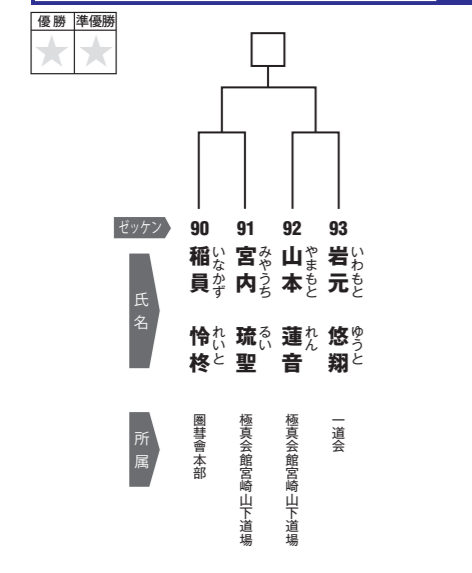 優勝 準優勝
ゼッケン 90 91 92 93
氏名
稲員 怜柊
いなかず れいと
宮内 琉聖
みやうち るい
山本 蓮音
やまもと れん
岩元 悠翔
いわもと ゆうと
所属
圏彗會本部
極真会館宮崎山下道場
極真会館宮崎山下道場
一道会